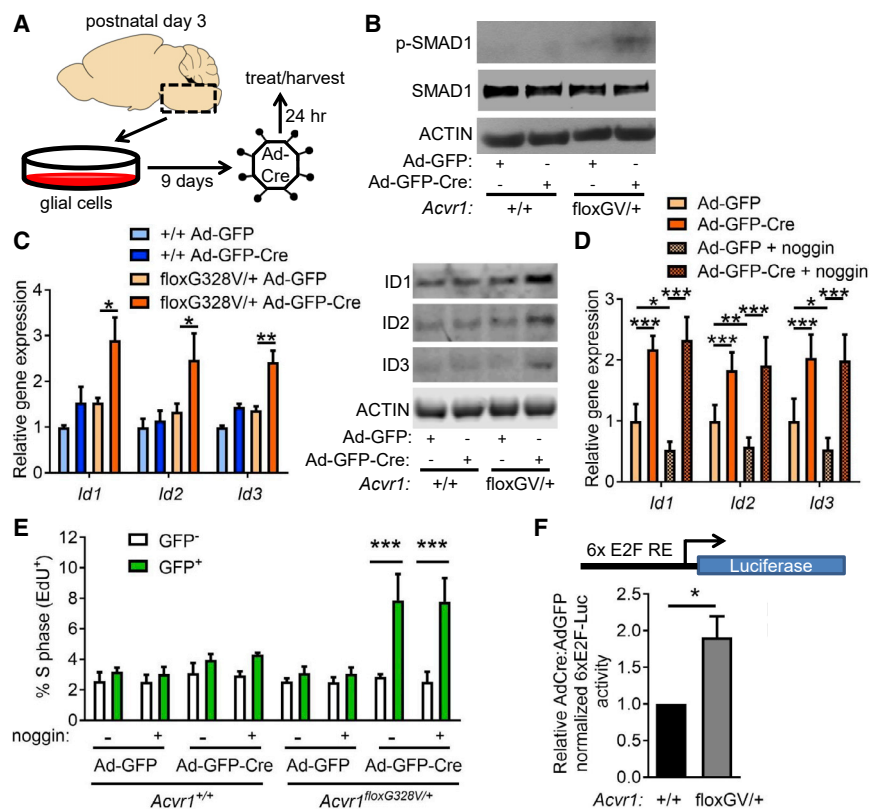 A
postnatal day 3
treat/harvest
24 hr
Ad-
Cre
9 days
glial cells
B
p-SMAD1
SMAD1
ACTIN
Ad-GFP: + - + -
Ad-GFP-Cre: - + - +
Acvr1: +/+ floxGV/+
C
+/+ Ad-GFP
+/+ Ad-GFP-Cre
floxG328V/+ Ad-GFP
floxG328V/+ Ad-GFP-Cre
Relative gene expression
4
3
2
1
0
* * **
Id1 Id2 Id3
ID1
ID2
ID3
ACTIN
Ad-GFP: + - + -
Ad-GFP-Cre: - + - +
Acvr1: +/+ floxGV/+
D
Ad-GFP
Ad-GFP-Cre
Ad-GFP + noggin
Ad-GFP-Cre + noggin
Relative gene expression
3
2
1
0
* *** ***
** *** ***
* *** ***
Id1 Id2 Id3
E
GFP-
GFP+
% S phase (EdU+)
12
10
8
6
4
2
0
*** ***
noggin: - + - + - + - +
Ad-GFP Ad-GFP-Cre Ad-GFP Ad-GFP-Cre
Acvr1+/+ Acvr1floxG328V/+
F
6x E2F RE
Luciferase
Relative AdCre:AdGFP
normalized 6xE2F-Luc
activity
2.5
2.0
1.5
1.0
0.5
0.0
*
Acvr1: +/+ floxGV/+